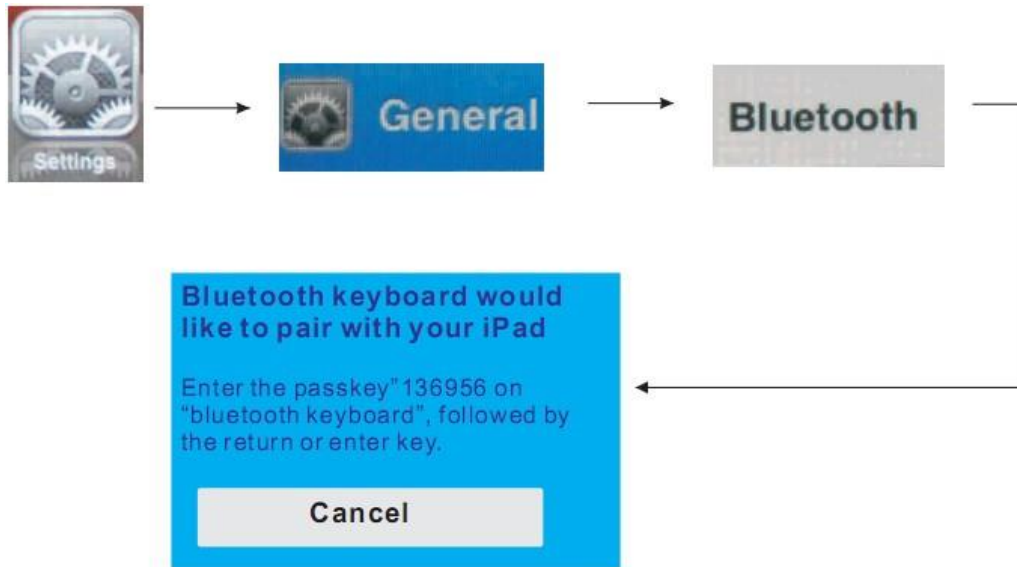 Settings
General
Bluetooth
Bluetooth keyboard would
like to pair with your iPad
Enter the passkey”136956 on
“bluetooth keyboard”, followed by
the return or enter key.
Cancel